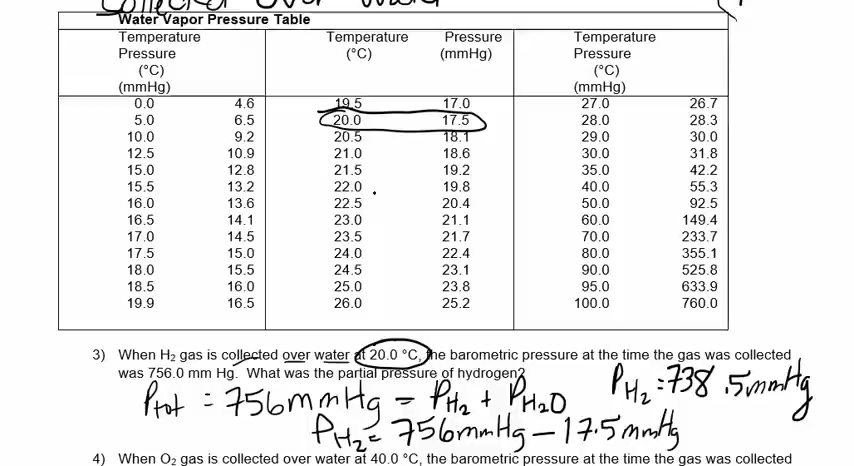 Collected over water
Water Vapor Pressure Table
Temperature Temperature Pressure Temperature
Pressure (°C) (mmHg) Pressure
(°C) (°C)
(mmHg) (mmHg)
0.0 4.6 19.5 17.0 27.0 26.7
5.0 6.5 20.0 17.5 28.0 28.3
10.0 9.2 20.5 18.1 29.0 30.0
12.5 10.9 21.0 18.6 30.0 31.8
15.0 12.8 21.5 19.2 35.0 42.2
15.5 13.2 22.0 19.8 40.0 55.3
16.0 13.6 22.5 20.4 50.0 92.5
16.5 14.1 23.0 21.1 60.0 149.4
17.0 14.5 23.5 21.7 70.0 233.7
17.5 15.0 24.0 22.4 80.0 355.1
18.0 15.5 24.5 23.1 90.0 525.8
18.5 16.0 25.0 23.8 95.0 633.9
19.9 16.5 26.0 25.2 100.0 760.0
3) When H₂ gas is collected over water at 20.0 °C, the barometric pressure at the time the gas was collected
was 756.0 mm Hg. What was the partial pressure of hydrogen?
Ptot = 756mmHg = PH₂ + PH₂O PH₂ = 738.5mmHg
PH₂ = 756mmHg - 17.5mmHg
4) When O₂ gas is collected over water at 40.0 °C, the barometric pressure at the time the gas was collected